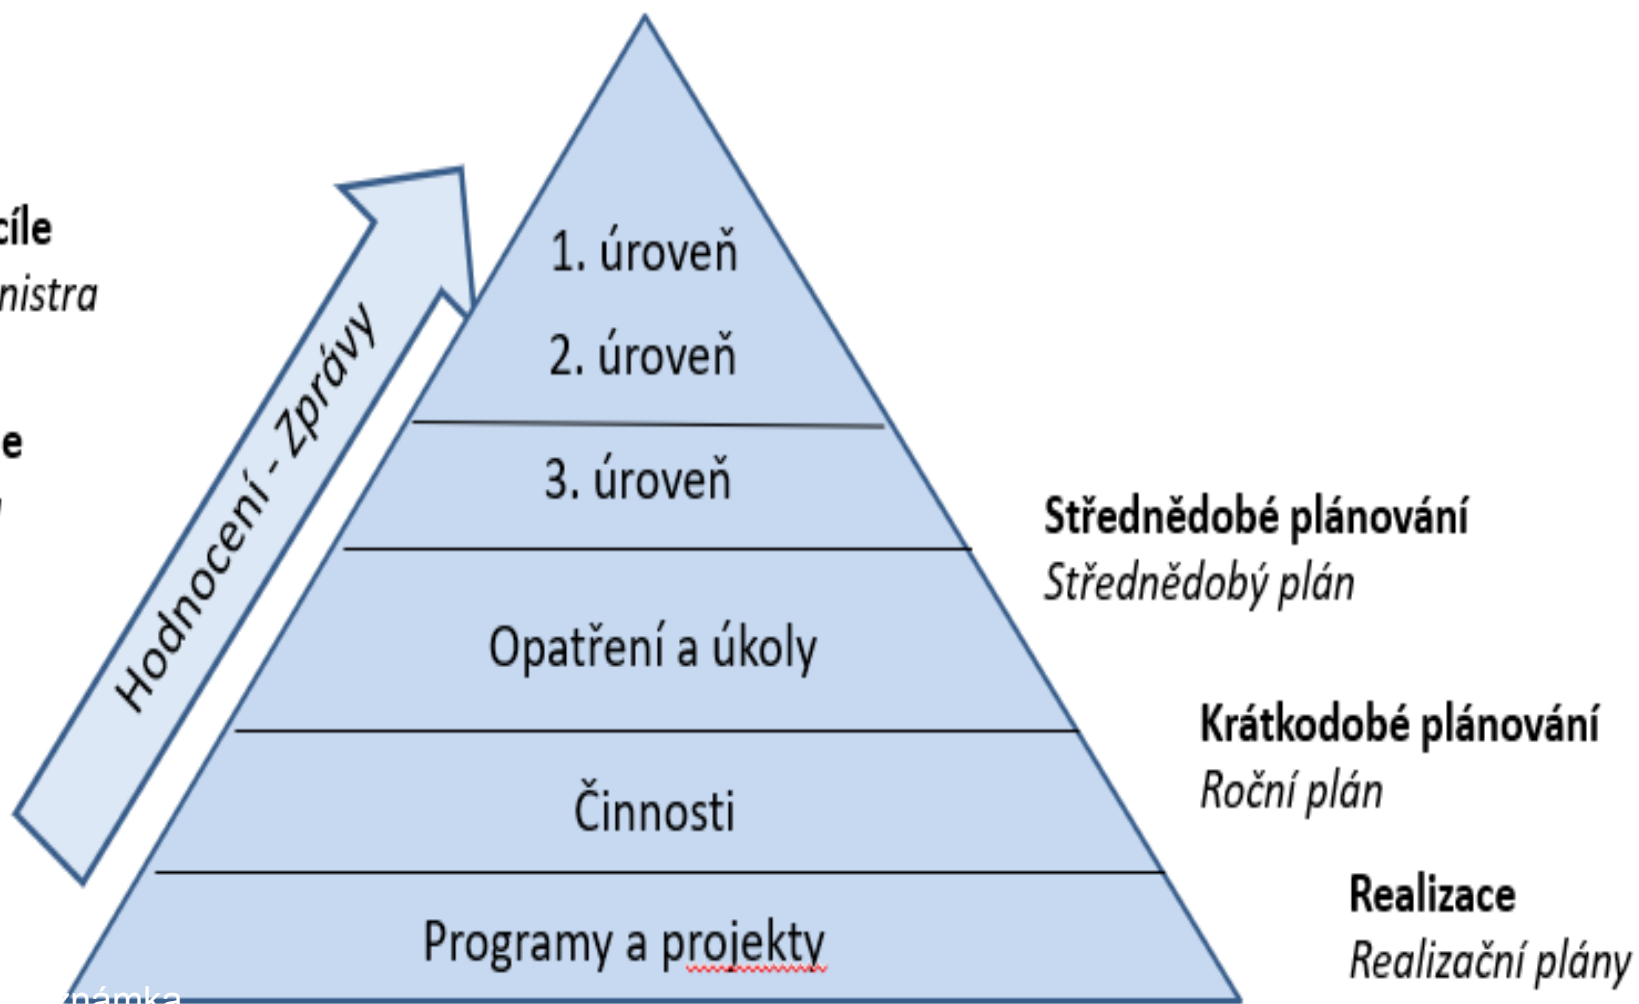 cíle
nistra
e
Hodnocení - Zprávy
1. úroveň
2. úroveň
3. úroveň
Opatření a úkoly
Činnosti
Programy a projekty
Střednědobé plánování
Střednědobý plán
Krátkodobé plánování
Roční plán
Realizace
Realizační plány
známka